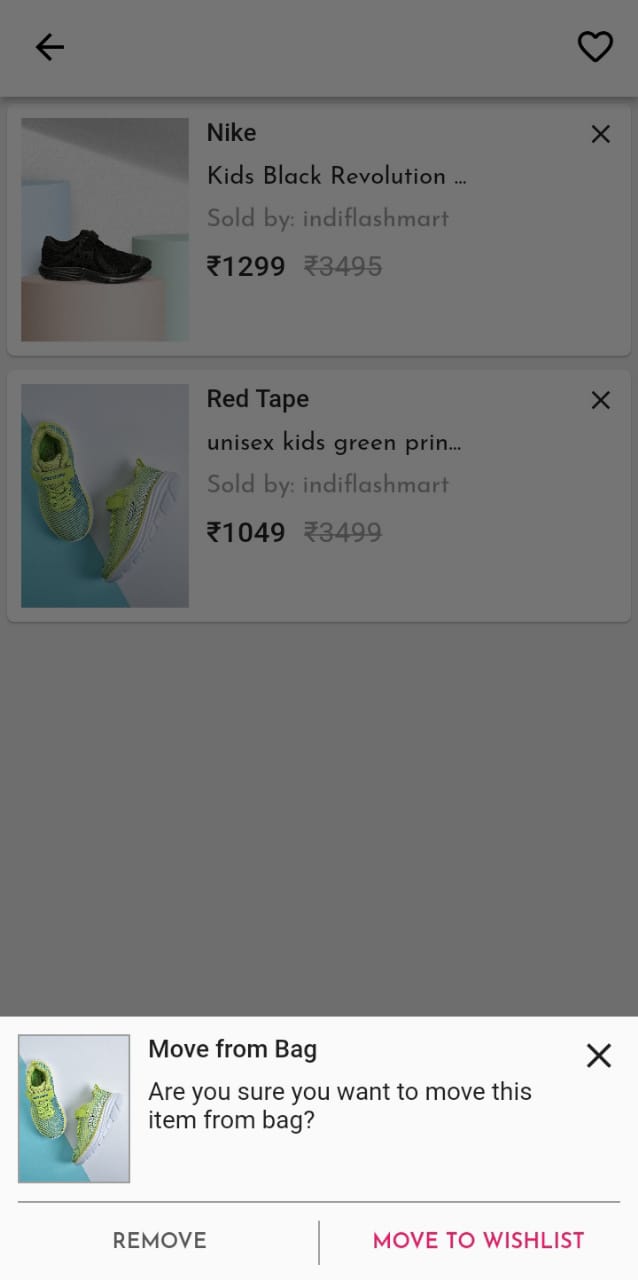 Nike
Kids Black Revolution ...
Sold by: indiflashmart
₹1299 ₹3495
Red Tape
unisex kids green prin...
Sold by: indiflashmart
₹1049 ₹3499
Move from Bag
Are you sure you want to move this
item from bag?
REMOVE
MOVE TO WISHLIST